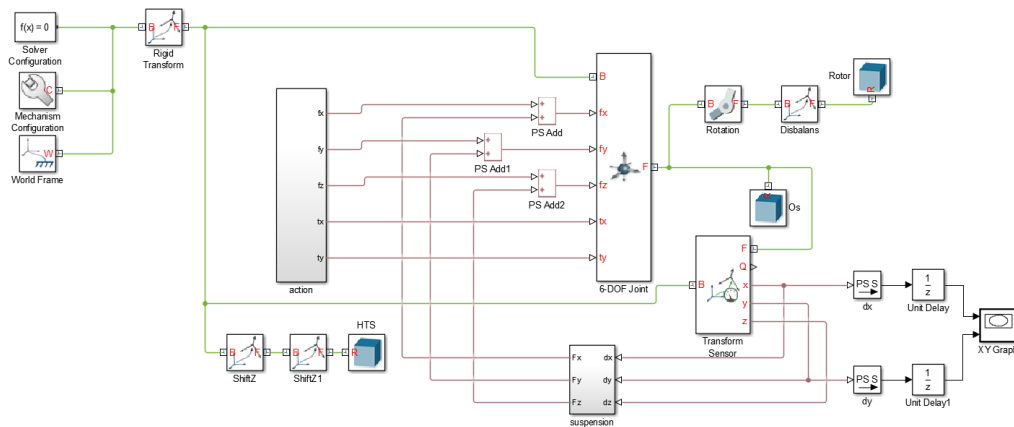 f(x) = 0
Solver
Configuration
B
F
Rigid
Transform
C
Mechanism
Configuration
W
World Frame
action
fx
fy
fz
tx
ty
PS Add
PS Add1
PS Add2
B
fx
fy
fz
tx
ty
F
6-DOF Joint
B
F
Rotation
B
F
Disbalans
Rotor
R
R
Os
F
Q
B
x
y
z
Transform
Sensor
PS S
dx
1
z
Unit Delay
XY Graph
PS S
dy
1
z
Unit Delay1
B
F
ShiftZ
B
F
ShiftZ1
HTS
R
Fx
dx
Fy
dy
Fz
dz
suspension